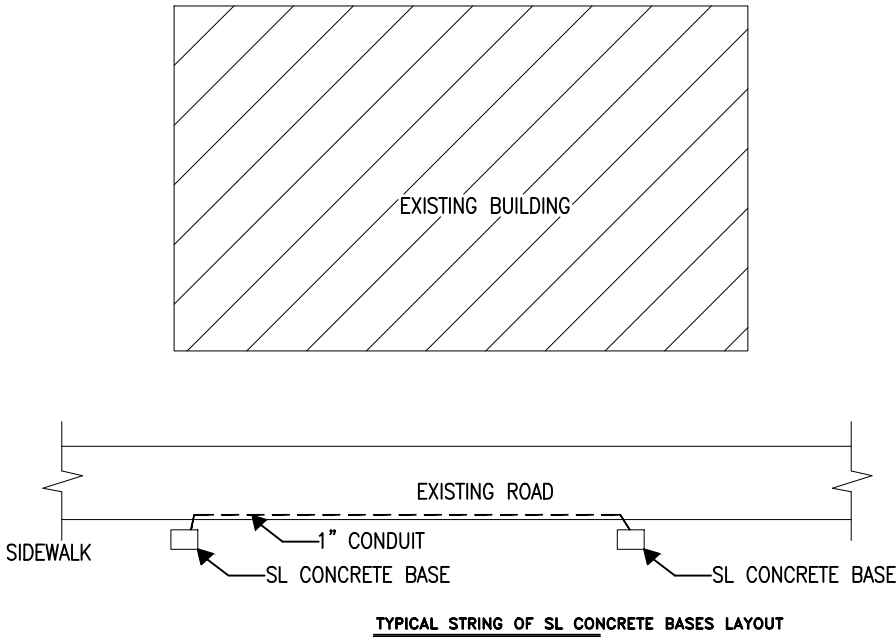 EXISTING BUILDING
EXISTING ROAD
1" CONDUIT
SIDEWALK
SL CONCRETE BASE
SL CONCRETE BASE
TYPICAL STRING OF SL CONCRETE BASES LAYOUT